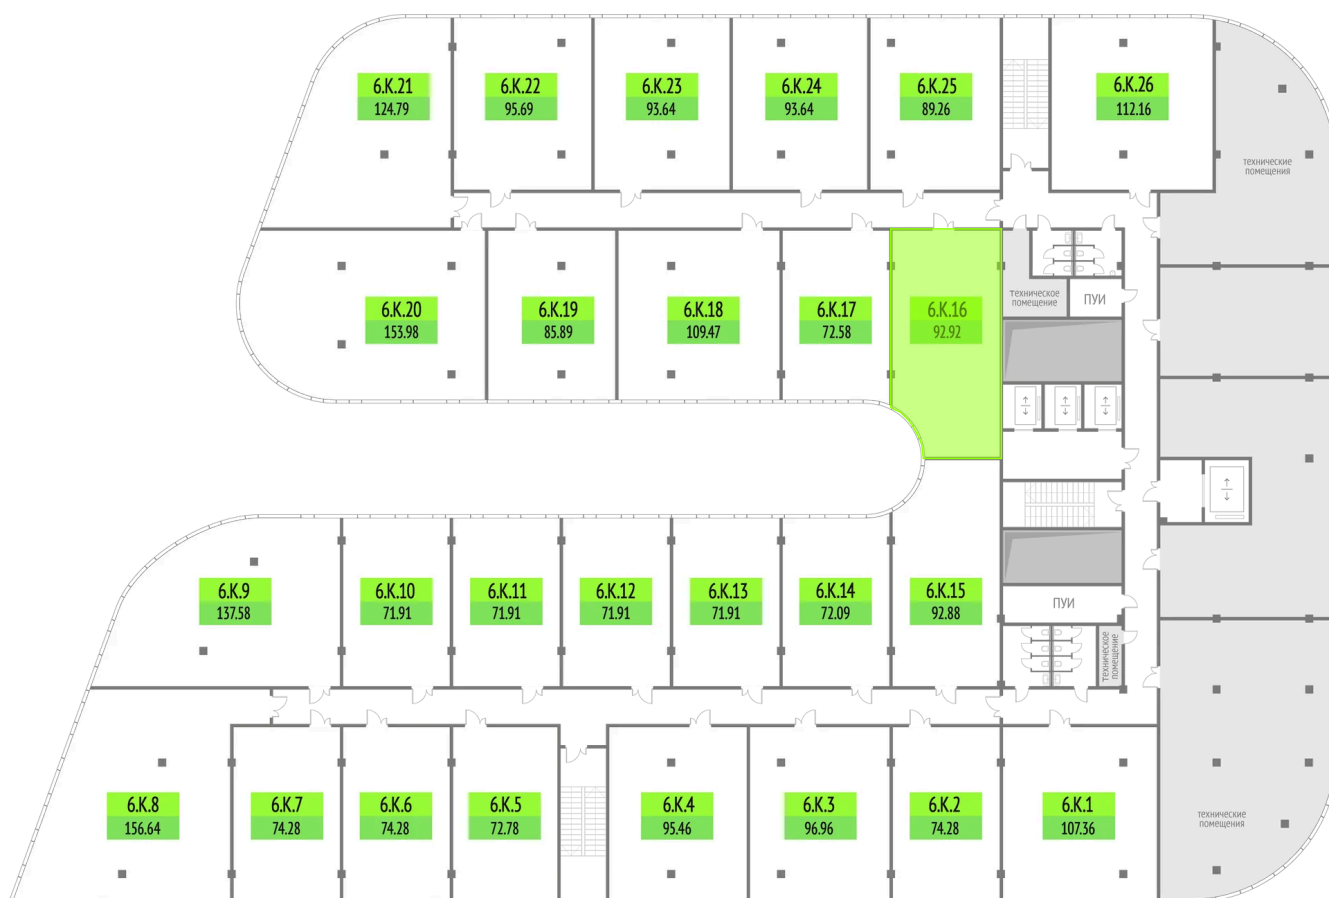 6.К.21
124.79
6.К.22
95.69
6.К.23
93.64
6.К.24
93.64
6.К.25
89.26
6.К.26
112.16
технические
помещения
6.К.20
153.98
6.К.19
85.89
6.К.18
109.47
6.К.17
72.58
6.К.16
92.92
техническое
помещение
ПУИ
6.К.9
137.58
6.К.10
71.91
6.К.11
71.91
6.К.12
71.91
6.К.13
71.91
6.К.14
72.09
6.К.15
92.88
ПУИ
техническое
помещение
6.К.8
156.64
6.К.7
74.28
6.К.6
74.28
6.К.5
72.78
6.К.4
95.46
6.К.3
96.96
6.К.2
74.28
6.К.1
107.36
технические
помещения